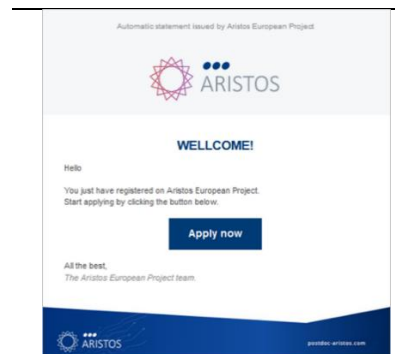 Automatic statement issued by Aristos European Project
ARISTOS
WELLCOME!
Hello
You just have registered on Aristos European Project.
Start applying by clicking the button below.
Apply now
All the best,
The Aristos European Project team.
ARISTOS
postdoc-aristos.com